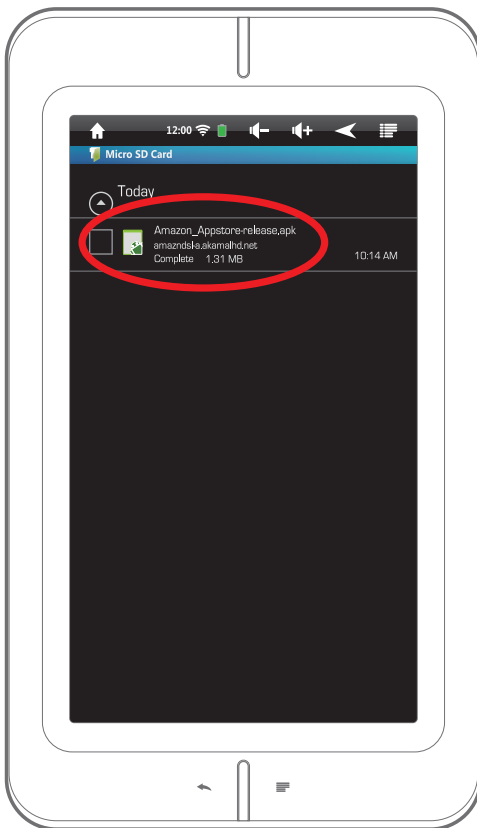 12:00
Micro SD Card
Today
Amazon_Appstore-release.apk
amazndsl-a.akamaihd.net
Complete 1.31 MB
10:14 AM